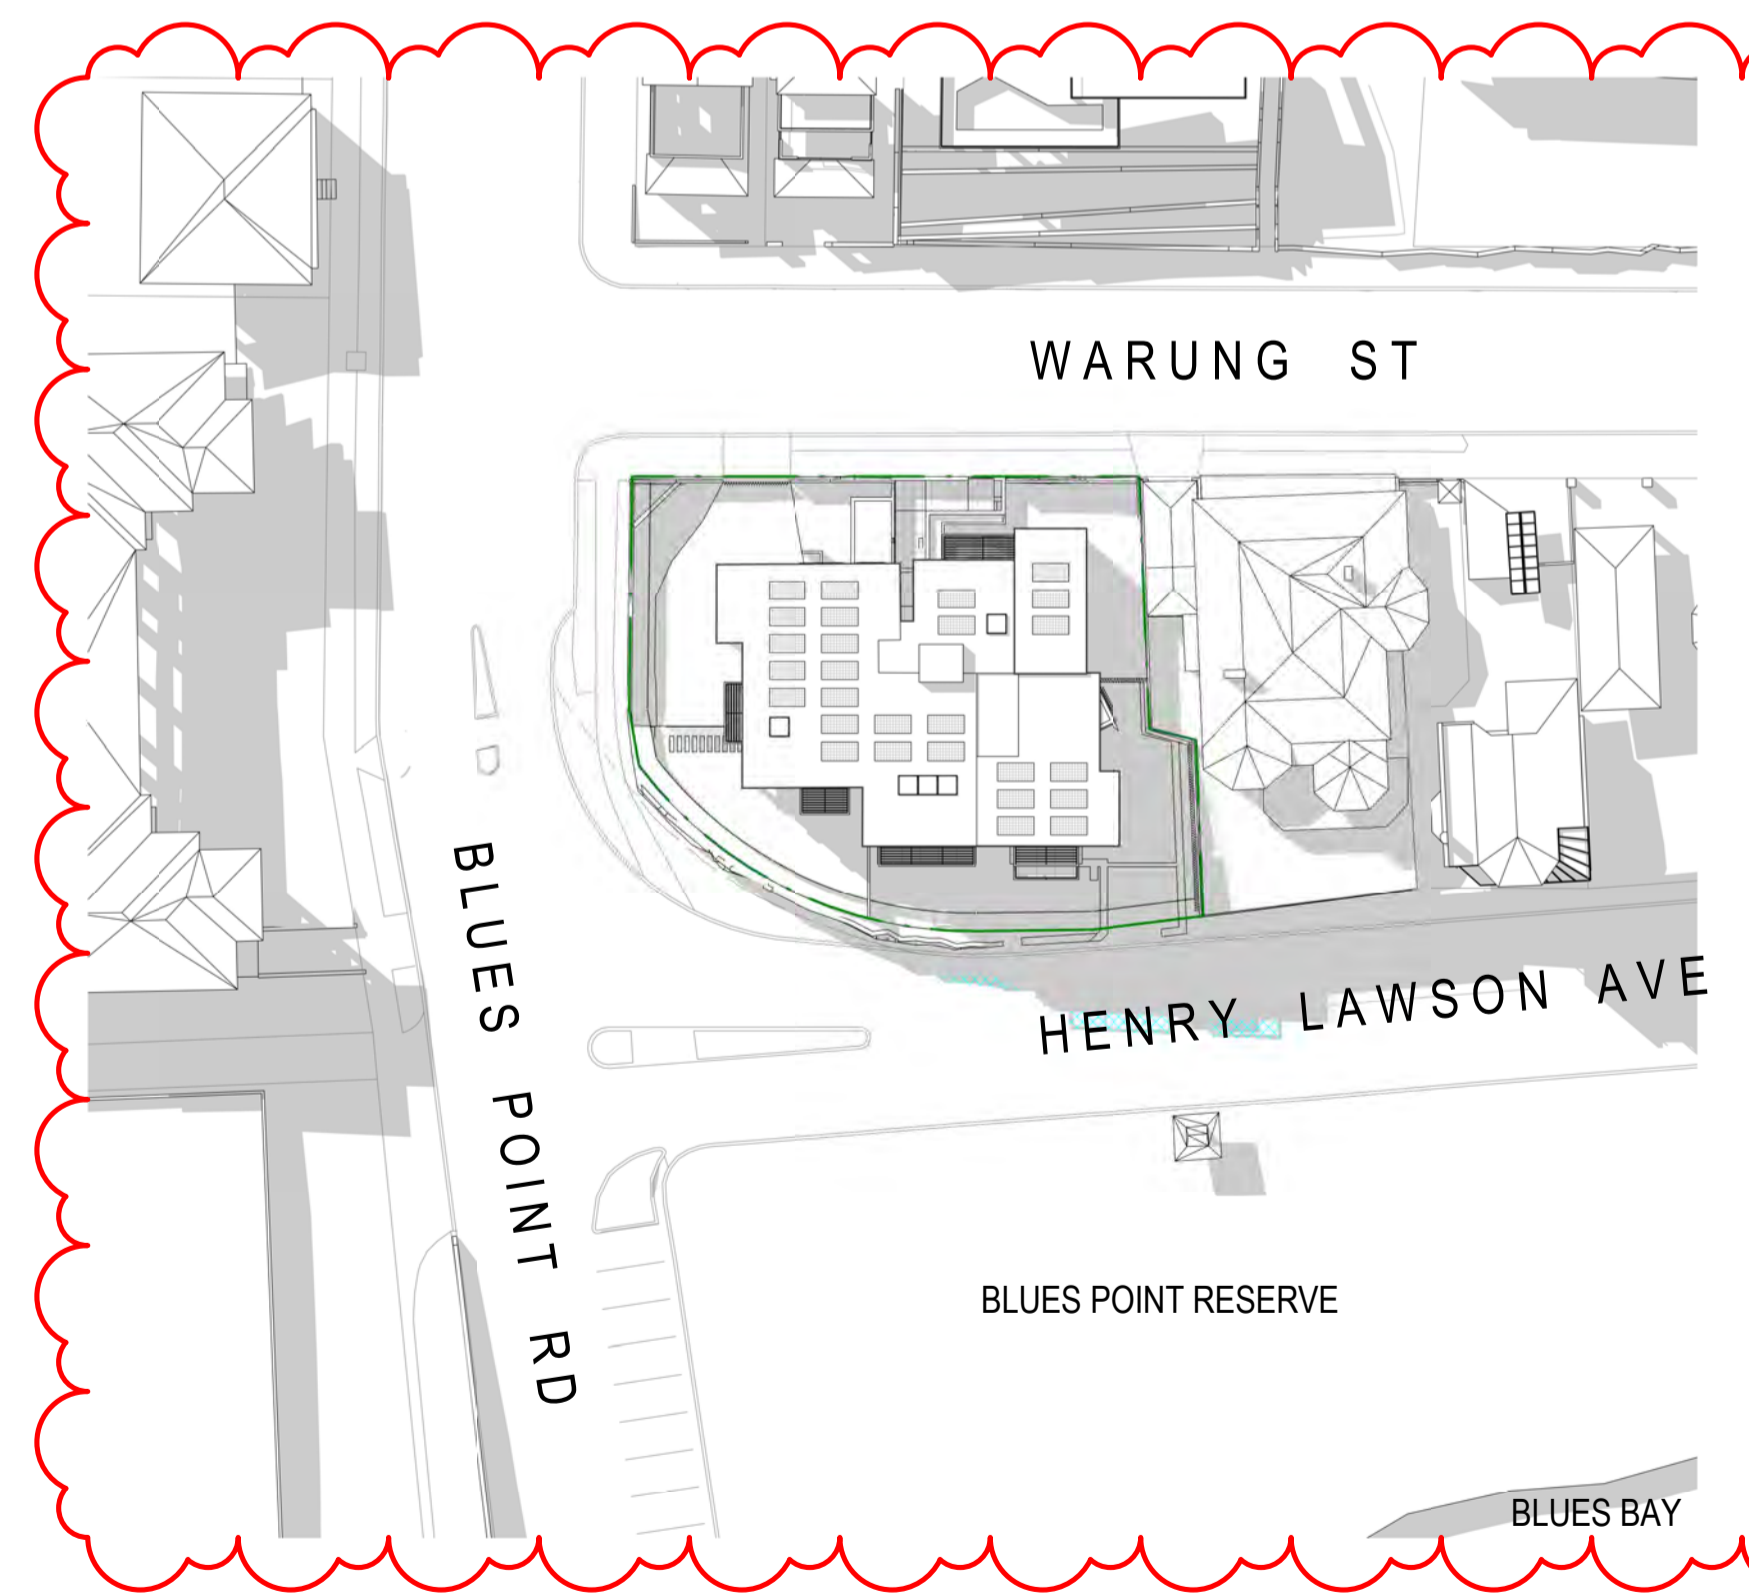 WARUNG ST
BLUES POINT RD
HENRY LAWSON AVE
BLUES POINT RESERVE
BLUES BAY